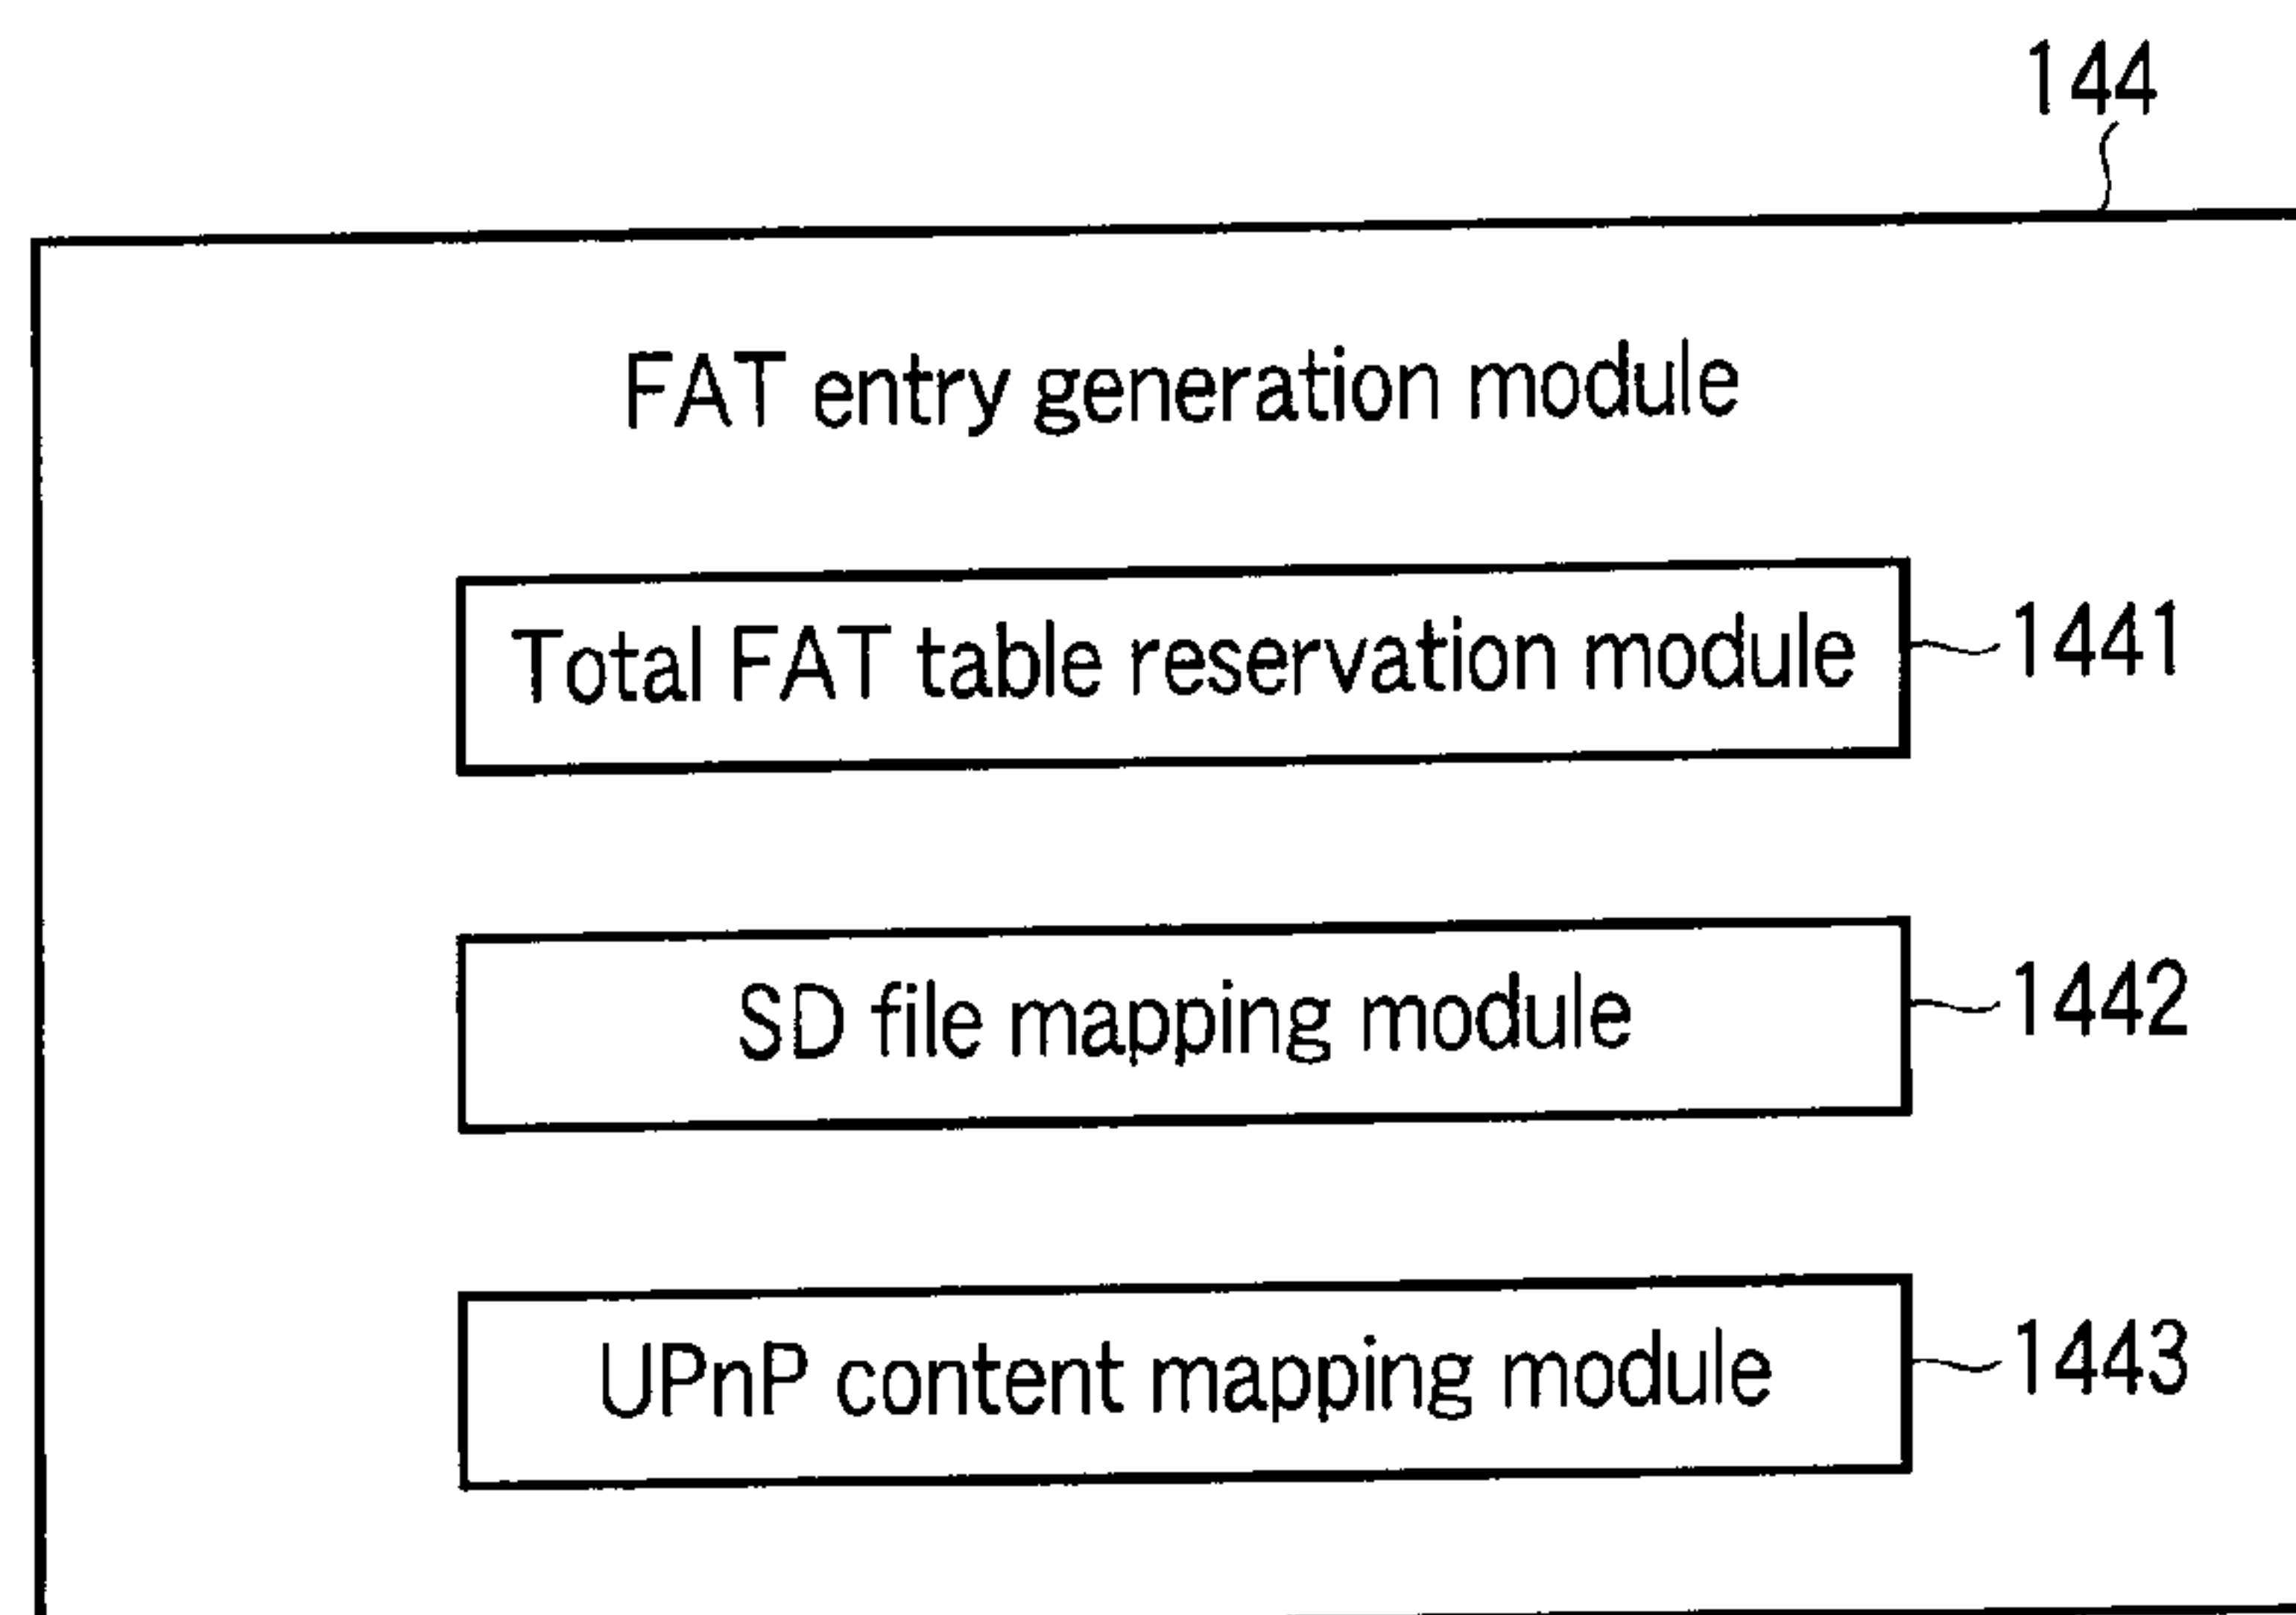 144
FAT entry generation module
Total FAT table reservation module 1441
SD file mapping module 1442
UPnP content mapping module 1443